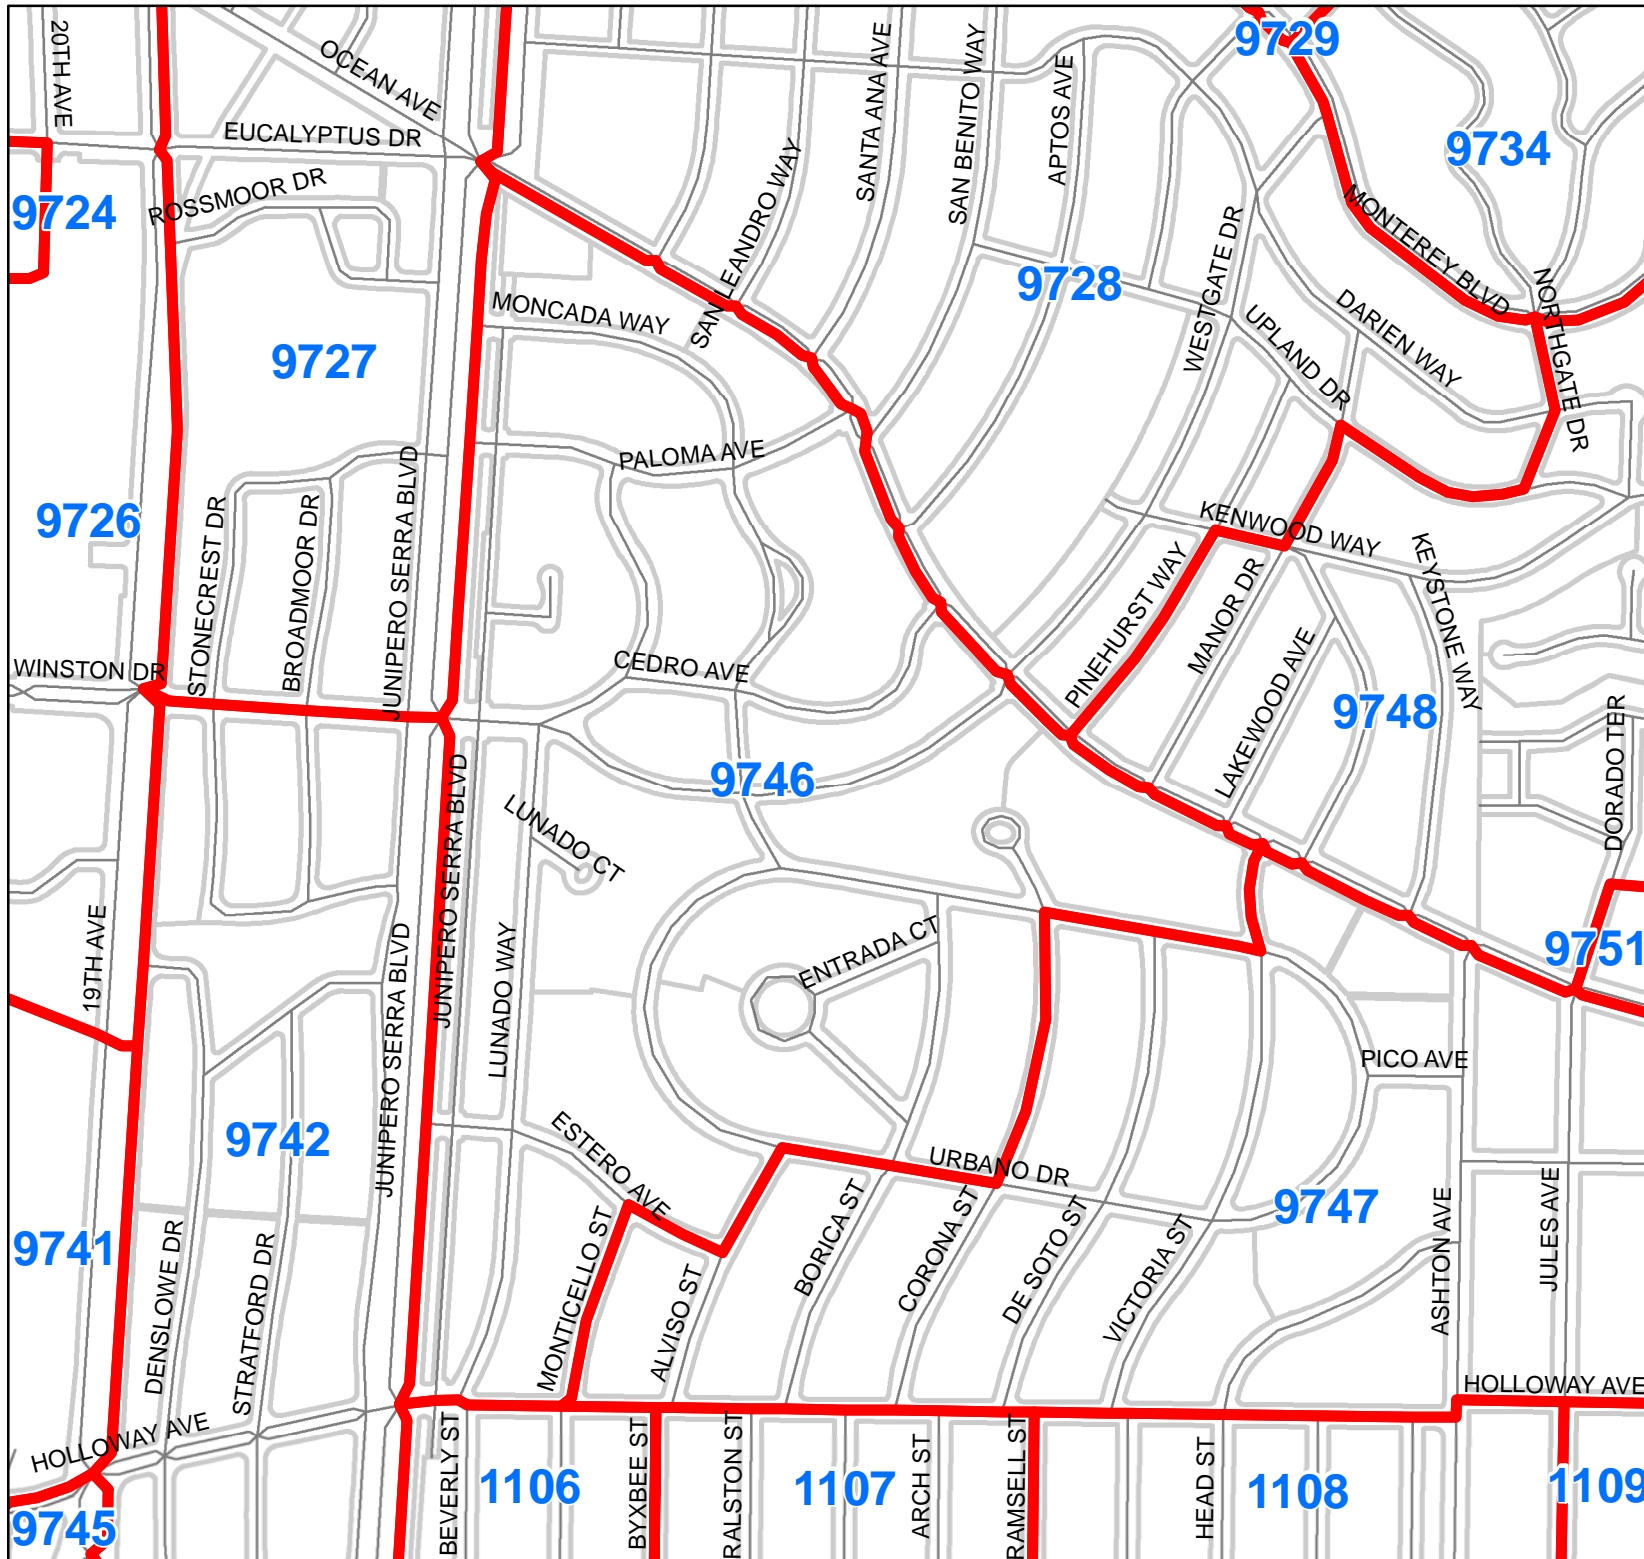 20TH AVE
OCEAN AVE
SANTA ANA AVE
SAN BENITO WAY
APTOS AVE
9729
9734
EUCALYPTUS DR
ROSSMOOR DR
9724
SAN LEANDRO WAY
MONTEREY BLVD
WESTGATE DR
9728
NORTHGATE DR
DARIEN WAY
UPLAND DR
MONCADA WAY
9727
PALOMA AVE
9726
STONECREST DR
BROADMOOR DR
JUNIPERO SERRA BLVD
KENWOOD WAY
KEYSTONE WAY
PINEHURST WAY
MANOR DR
LAKEWOOD AVE
WINSTON DR
CEDRO AVE
9748
DORADO TER
9746
JUNIPERO SERRA BLVD
LUNADO CT
19TH AVE
JUNIPERO SERRA BLVD
LUNADO WAY
ENTRADA CT
9751
PICO AVE
9742
ESTERO AVE
URBANO DR
9747
9741
DENSLOWE DR
STRATFORD DR
MONTICELLO ST
ALVISO ST
BORICA ST
CORONA ST
DE SOTO ST
VICTORIA ST
ASHTON AVE
JULES AVE
HOLLOWAY AVE
HOLLOWAY AVE
9745
BEVERLY ST
1106
BYXBEE ST
RALSTON ST
1107
ARCH ST
RAMSELL ST
HEAD ST
1108
1109